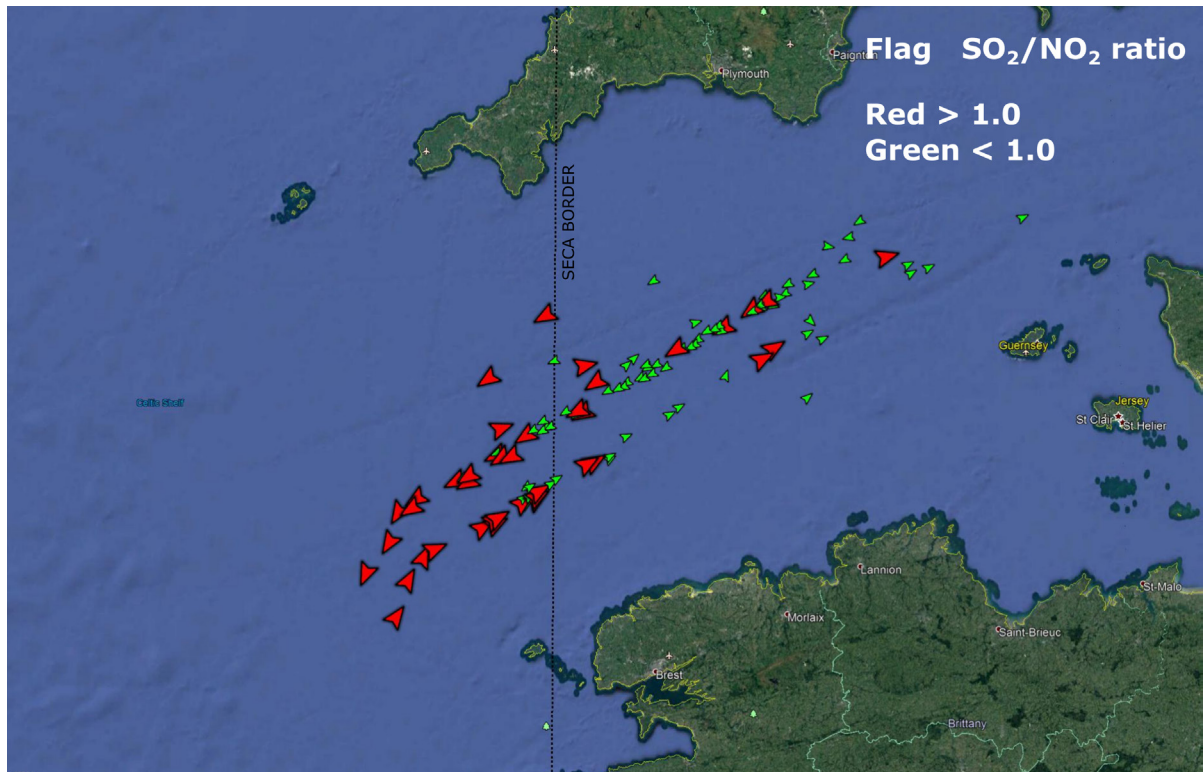 Flag SO₂/NO₂ ratio
Red > 1.0
Green < 1.0
Paignton
Plymouth
SECA BORDER
Guernsey
Celtic Shelf
Jersey
St Clair
St Helier
Lannion
St-Malo
Morlaix
Saint-Brieuc
Brest
Brittany